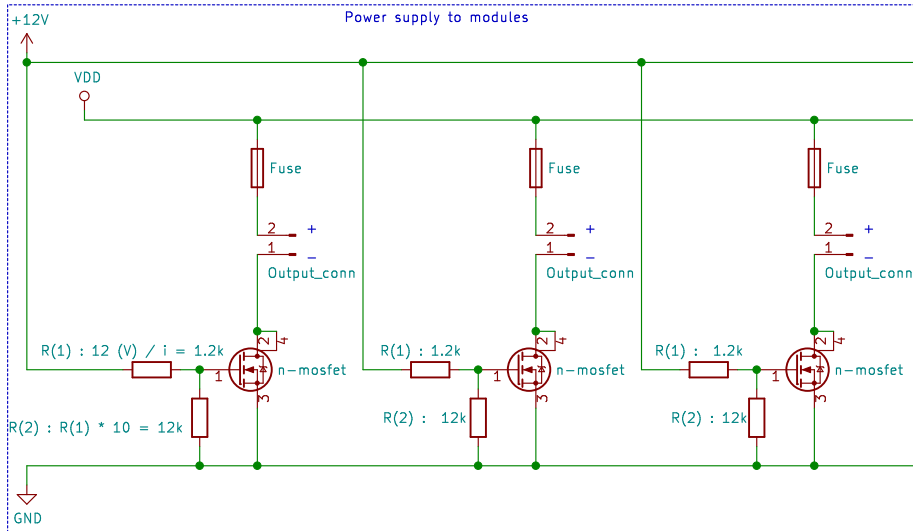 Power supply to modules
+12V
VDD
Fuse
Fuse
Fuse
2 +
1 −
Output_conn
2 +
1 −
Output_conn
2 +
1 −
Output_conn
R(1) : 12 (V) / i = 1.2k
1
2
4
3
n-mosfet
R(2) : R(1) * 10 = 12k
R(1) : 1.2k
1
2
4
3
n-mosfet
R(2) : 12k
R(1) : 1.2k
1
2
4
3
n-mosfet
R(2) : 12k
GND